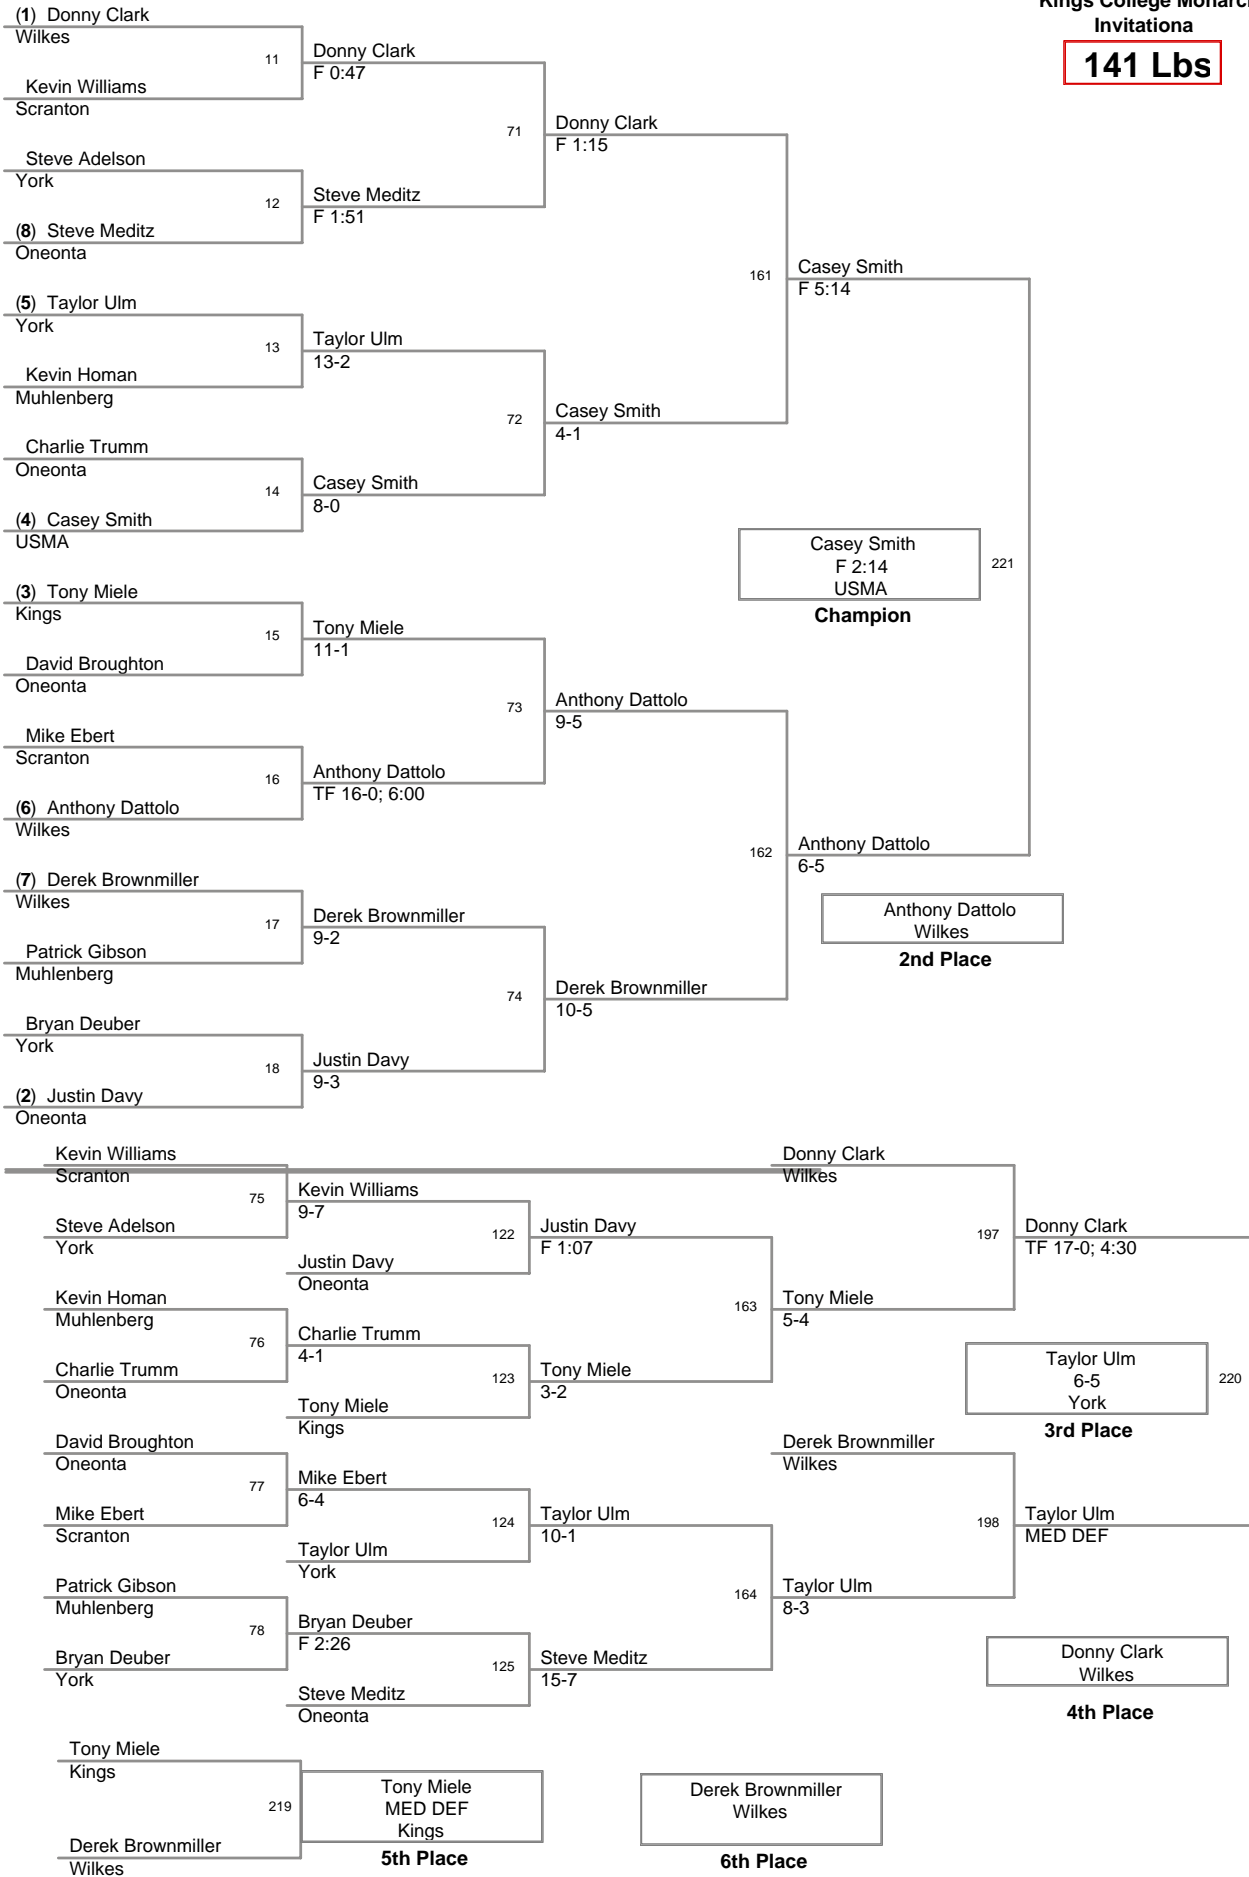 Kings College Monarc
Invitationa
141 Lbs
(1) Donny Clark
Wilkes
11
Donny Clark
F 0:47
Kevin Williams
Scranton
71
Donny Clark
F 1:15
Steve Adelson
York
12
Steve Meditz
F 1:51
(8) Steve Meditz
Oneonta
161
Casey Smith
F 5:14
(5) Taylor Ulm
York
13
Taylor Ulm
13-2
Kevin Homan
Muhlenberg
72
Casey Smith
4-1
Charlie Trumm
Oneonta
14
Casey Smith
8-0
(4) Casey Smith
USMA
Casey Smith
F 2:14
USMA
221
Champion
(3) Tony Miele
Kings
15
Tony Miele
11-1
David Broughton
Oneonta
73
Anthony Dattolo
9-5
Mike Ebert
Scranton
16
Anthony Dattolo
TF 16-0; 6:00
(6) Anthony Dattolo
Wilkes
162
Anthony Dattolo
6-5
(7) Derek Brownmiller
Wilkes
17
Derek Brownmiller
9-2
Anthony Dattolo
Wilkes
2nd Place
Patrick Gibson
Muhlenberg
74
Derek Brownmiller
10-5
Bryan Deuber
York
18
Justin Davy
9-3
(2) Justin Davy
Oneonta
Kevin Williams
Scranton
75
Kevin Williams
9-7
Steve Adelson
York
122
Justin Davy
F 1:07
Justin Davy
Oneonta
Donny Clark
Wilkes
197
Donny Clark
TF 17-0; 4:30
Kevin Homan
Muhlenberg
76
Charlie Trumm
4-1
163
Tony Miele
5-4
Charlie Trumm
Oneonta
123
Tony Miele
3-2
Tony Miele
Kings
Taylor Ulm
6-5
York
220
3rd Place
David Broughton
Oneonta
77
Mike Ebert
6-4
Mike Ebert
Scranton
124
Taylor Ulm
10-1
Taylor Ulm
York
Derek Brownmiller
Wilkes
198
Taylor Ulm
MED DEF
Patrick Gibson
Muhlenberg
78
Bryan Deuber
F 2:26
164
Taylor Ulm
8-3
Bryan Deuber
York
125
Steve Meditz
15-7
Steve Meditz
Oneonta
Donny Clark
Wilkes
4th Place
Tony Miele
Kings
219
Tony Miele
MED DEF
Kings
5th Place
Derek Brownmiller
Wilkes
Derek Brownmiller
Wilkes
6th Place